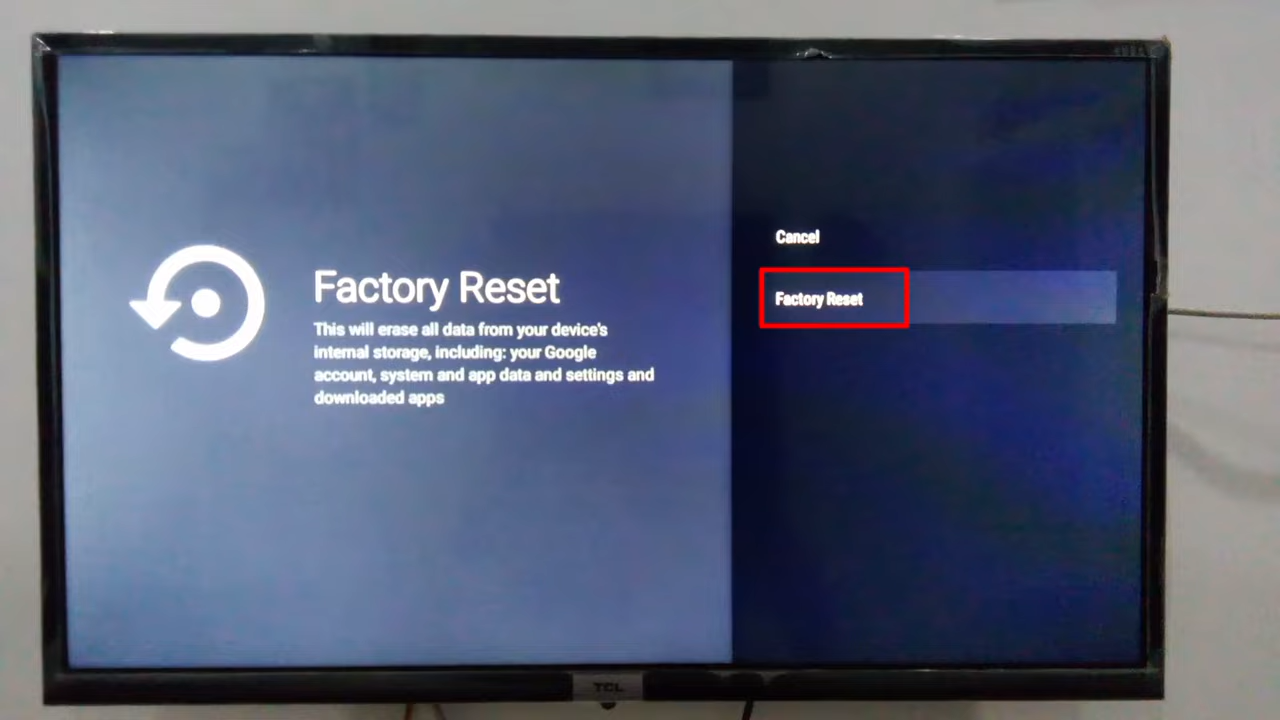 Factory Reset
This will erase all data from your device's
internal storage, including: your Google
account, system and app data and settings and
downloaded apps
Cancel
Factory Reset
TCL